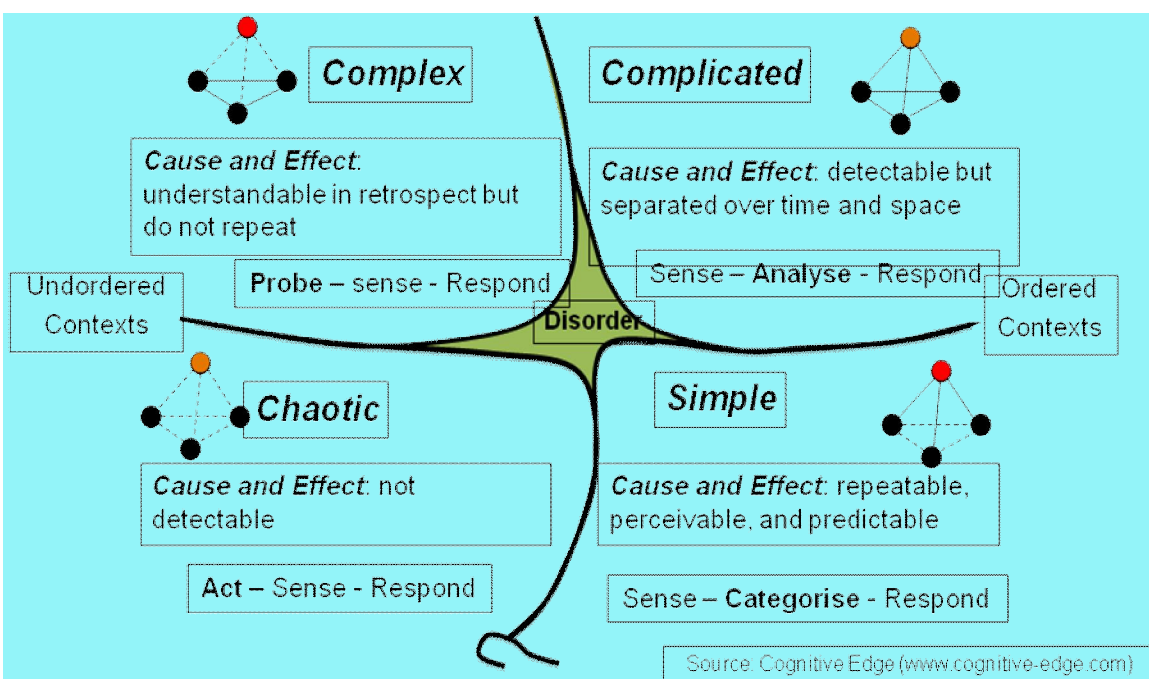 Complex
Complicated
Cause and Effect:
understandable in retrospect but
do not repeat
Cause and Effect: detectable but
separated over time and space
Probe – sense - Respond
Sense – Analyse - Respond
Undordered
Contexts
Disorder
Ordered
Contexts
Chaotic
Simple
Cause and Effect: not
detectable
Cause and Effect: repeatable,
perceivable, and predictable
Act – Sense - Respond
Sense – Categorise - Respond
Source: Cognitive Edge (www.cognitive-edge.com)